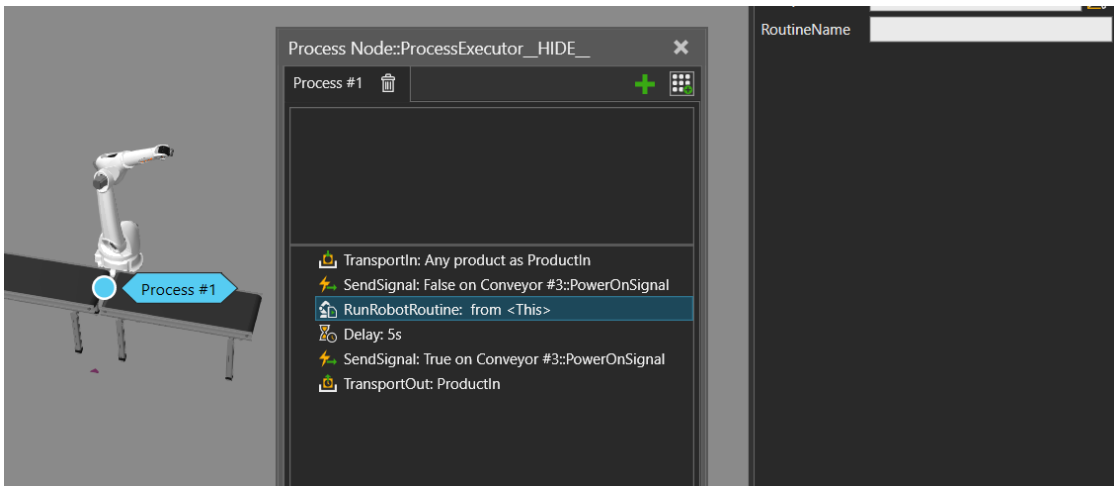 Process Node::ProcessExecutor__HIDE__
Process #1
TransportIn: Any product as ProductIn
SendSignal: False on Conveyor #3::PowerOnSignal
RunRobotRoutine:  from <This>
Delay: 5s
SendSignal: True on Conveyor #3::PowerOnSignal
TransportOut: ProductIn
Process #1
RoutineName